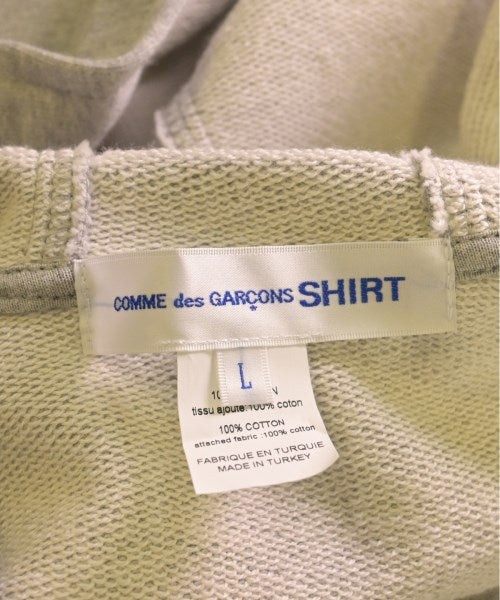 COMME des GARÇONS SHIRT
L
tissu ajouté:100% coton
100% COTTON
attached fabric :100% cotton
FABRIQUE EN TURQUIE
MADE IN TURKEY